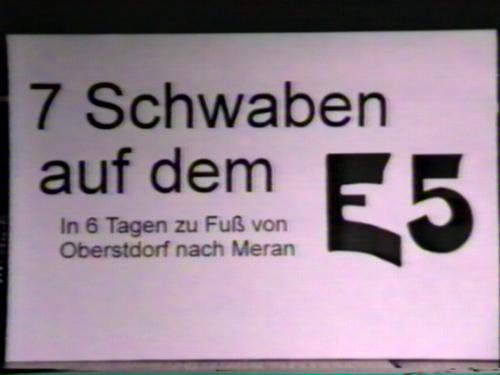 7 Schwaben
auf dem
E5
In 6 Tagen zu Fuß von
Oberstdorf nach Meran